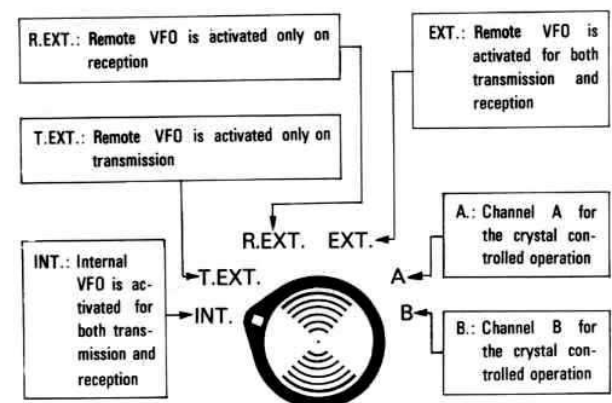 R.EXT.: Remote VFO is activated only on
reception
EXT.: Remote VFO is
activated for both
transmission and
reception
T.EXT.: Remote VFO is activated only on
transmission
R.EXT. EXT.
A.: Channel A for
the crystal con-
trolled operation
INT.: Internal
VFO is ac-
tivated for
both trans-
mission and
reception
T.EXT.
A
INT.
B
B.: Channel B for
the crystal con-
trolled operation